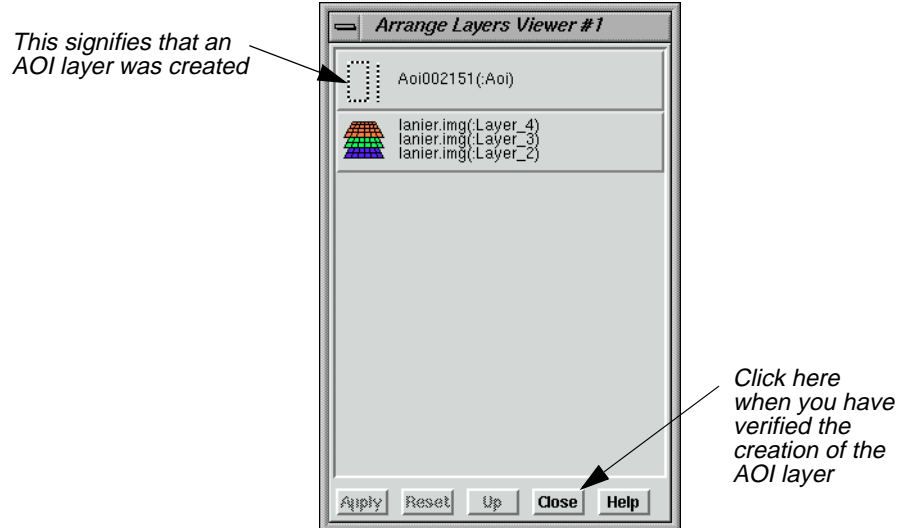 Arrange Layers Viewer #1
This signifies that an
AOI layer was created
Aoi002151(:Aoi)
lanier.img(:Layer_4)
lanier.img(:Layer_3)
lanier.img(:Layer_2)
Click here
when you have
verified the
creation of the
AOI layer
Apply Reset Up Close Help